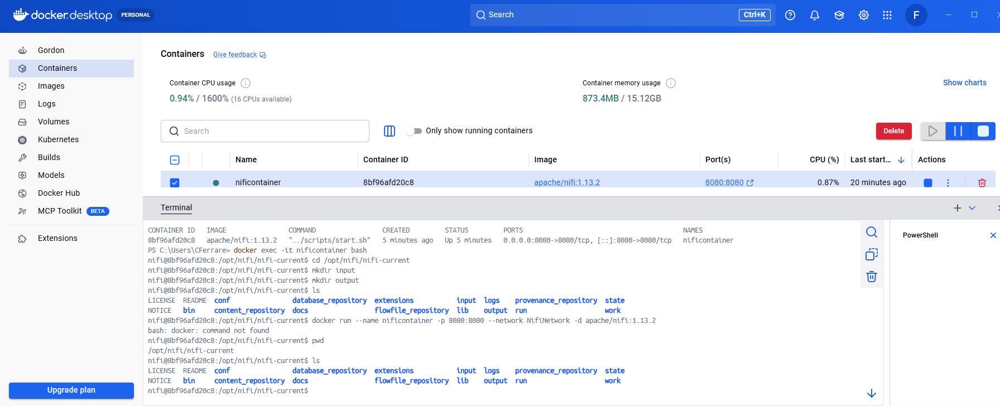 docker.desktop PERSONAL
Search Ctrl+K
F
Gordon
Containers
Images
Logs
Volumes
Kubernetes
Builds
Models
Docker Hub
MCP Toolkit BETA
Extensions
Upgrade plan
Containers Give feedback
Container CPU usage
0.94% / 1600% (16 CPUs available)
Container memory usage
873.4MB / 15.12GB
Show charts
Search
Only show running containers
Delete
Name Container ID Image Port(s) CPU (%) Last start... Actions
nificontainer 8bf96afd20c8 apache/nifi:1.13.2 8080:8080 0.87% 20 minutes ago
Terminal
CONTAINER ID IMAGE COMMAND CREATED STATUS PORTS NAMES
8bf96afd20c8 apache/nifi:1.13.2 "../scripts/start.sh" 5 minutes ago Up 5 minutes 0.0.0.0:8080->8080/tcp, [::]:8080->8080/tcp nificontainer
PS C:\Users\CFerrare> docker exec -it nificontainer bash
nifi@8bf96afd20c8:/opt/nifi/nifi-current$ cd /opt/nifi/nifi-current
nifi@8bf96afd20c8:/opt/nifi/nifi-current$ mkdir input
nifi@8bf96afd20c8:/opt/nifi/nifi-current$ mkdir output
nifi@8bf96afd20c8:/opt/nifi/nifi-current$ ls
LICENSE README conf database_repository extensions input logs provenance_repository state
NOTICE bin content_repository docs flowfile_repository lib output run work
nifi@8bf96afd20c8:/opt/nifi/nifi-current$ docker run --name nificontainer -p 8080:8080 --network NifiNetwork -d apache/nifi:1.13.2
bash: docker: command not found
nifi@8bf96afd20c8:/opt/nifi/nifi-current$ pwd
/opt/nifi/nifi-current
nifi@8bf96afd20c8:/opt/nifi/nifi-current$ ls
LICENSE README conf database_repository extensions input logs provenance_repository state
NOTICE bin content_repository docs flowfile_repository lib output run work
nifi@8bf96afd20c8:/opt/nifi/nifi-current$
PowerShell